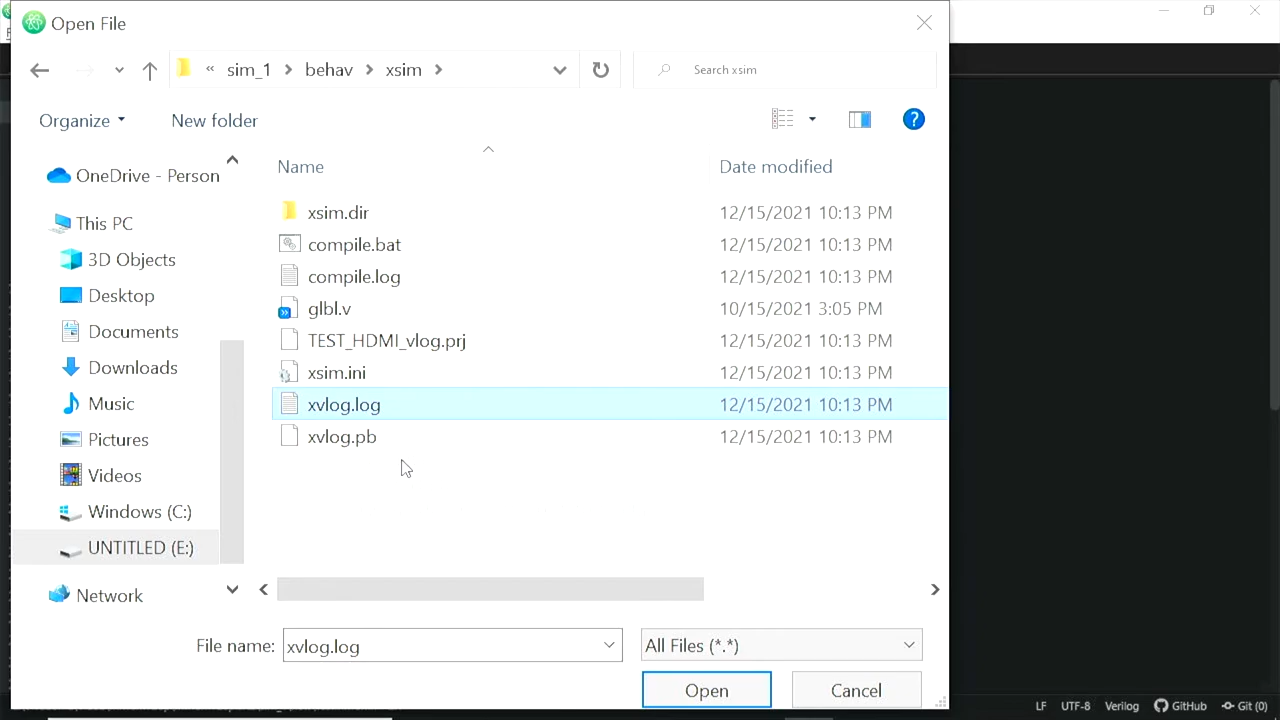 Open File
« sim_1 > behav > xsim >
Search xsim
Organize
New folder
Name
Date modified
OneDrive - Person
This PC
3D Objects
Desktop
Documents
Downloads
Music
Pictures
Videos
Windows (C:)
UNTITLED (E:)
Network
xsim.dir 12/15/2021 10:13 PM
compile.bat 12/15/2021 10:13 PM
compile.log 12/15/2021 10:13 PM
glbl.v 10/15/2021 3:05 PM
TEST_HDMI_vlog.prj 12/15/2021 10:13 PM
xsim.ini 12/15/2021 10:13 PM
xvlog.log 12/15/2021 10:13 PM
xvlog.pb 12/15/2021 10:13 PM
File name: xvlog.log
All Files (*.*)
Open
Cancel
LF UTF-8 Verilog GitHub Git (0)